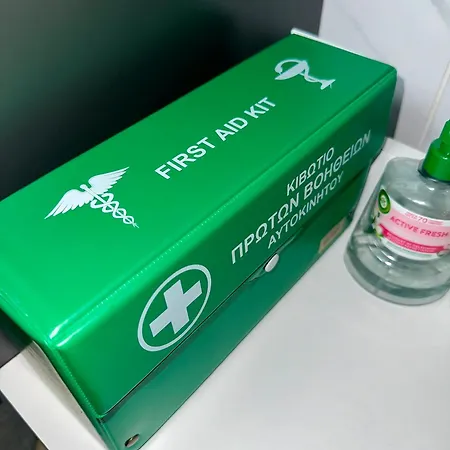 FIRST AID KIT
ΚΙΒΩΤΙΟ
ΠΡΩΤΩΝ ΒΟΗΘΕΙΩΝ
ΑΥΤΟΚΙΝΗΤΟΥ
ACTIVE FRESH